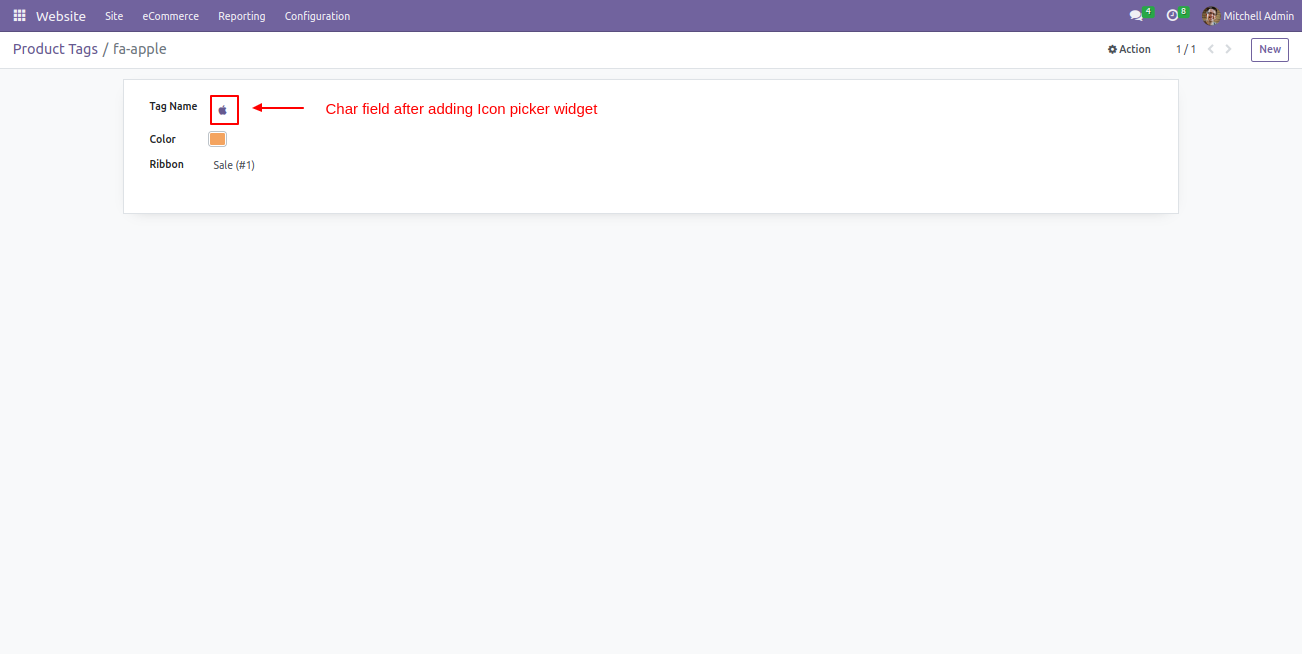 Website Site eCommerce Reporting Configuration 4 8 Mitchell Admin
Product Tags / fa-apple Action 1 / 1 New
Tag Name Char field after adding Icon picker widget
Color
Ribbon Sale (#1)